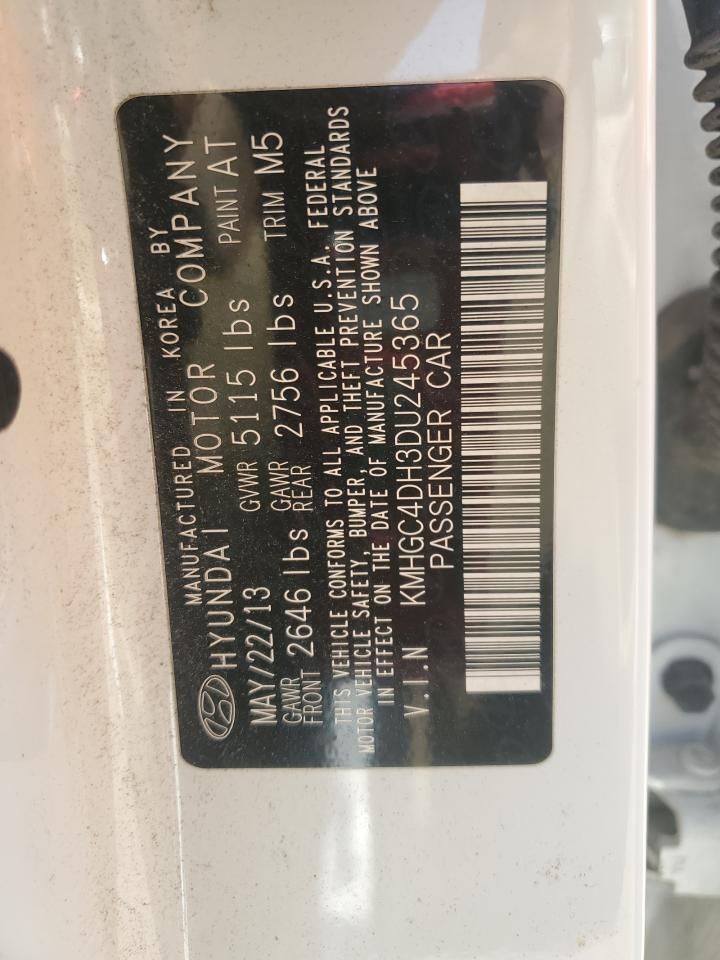 MANUFACTURED IN KOREA BY
HYUNDAI MOTOR COMPANY
MAY/22/13 GVWR 5115 lbs PAINT AT
GAWR FRONT 2646 lbs GAWR REAR 2756 lbs TRIM M5
THIS VEHICLE CONFORMS TO ALL APPLICABLE U.S.A. FEDERAL
MOTOR VEHICLE SAFETY, BUMPER, AND THEFT PREVENTION STANDARDS
IN EFFECT ON THE DATE OF MANUFACTURE SHOWN ABOVE
V.I.N KMHGC4DH3DU245365
PASSENGER CAR